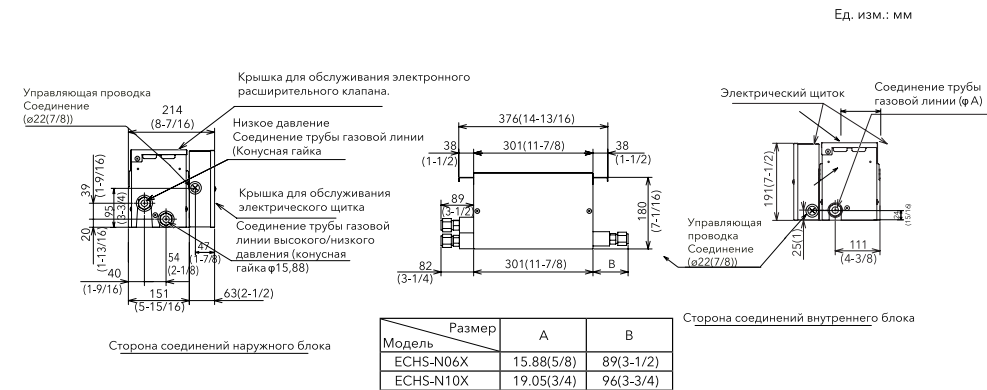 Ед. изм.: мм
Крышка для обслуживания электронного
расширительного клапана.
Управляющая проводка
Соединение
(ø22(7/8))
214
(8-7/16)
Низкое давление
Соединение трубы газовой линии
(Конусная гайка
Крышка для обслуживания
электрического щитка
Соединение трубы газовой
линии высокого/низкого
давления (конусная
гайка φ15,88)
39
(1-9/16)
95
(3-3/4)
20
(1-13/16)
40
(1-9/16)
54
(2-1/8)
47
(1-7/8)
151
(5-15/16)
63(2-1/2)
Сторона соединений наружного блока
376(14-13/16)
38
(1-1/2)
301(11-7/8)
38
(1-1/2)
89
(3-1/2)
180
(7-1/16)
82
(3-1/4)
301(11-7/8)
B
Электрический щиток
Соединение трубы
газовой линии (φA)
191(7-1/2)
Управляющая
проводка
Соединение
(ø22(7/8))
25(1)
24
(15/16)
111
(4-3/8)
Сторона соединений внутреннего блока
Размер
Модель
A
B
ECHS-N06X
15.88(5/8)
89(3-1/2)
ECHS-N10X
19.05(3/4)
96(3-3/4)